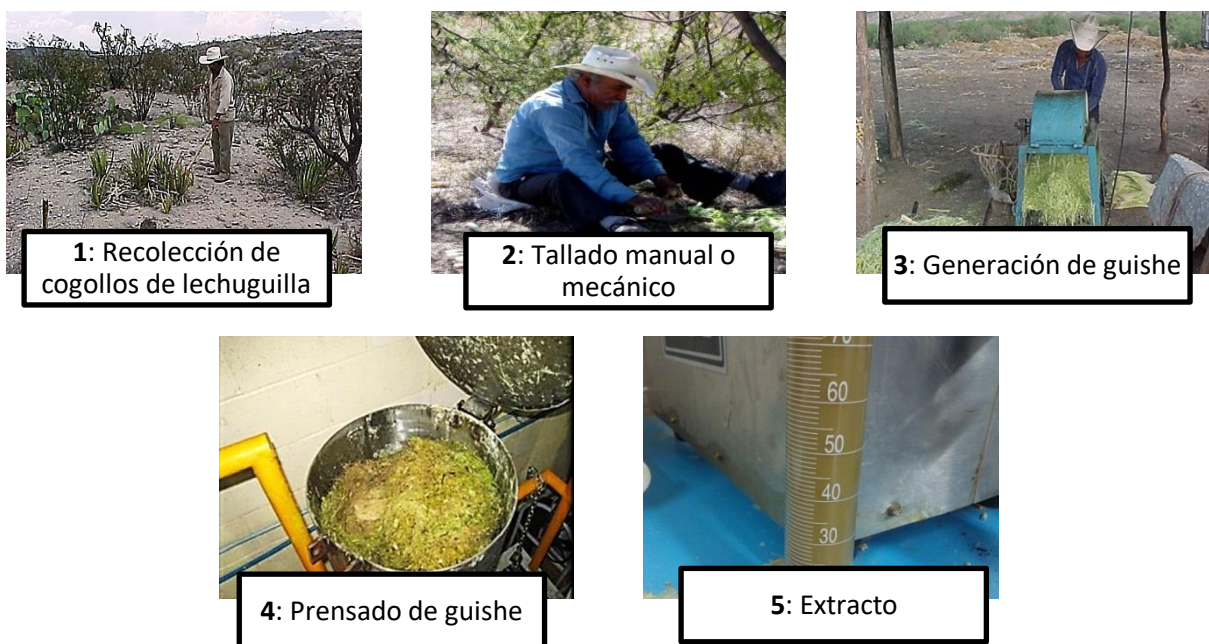 1: Recolección de
cogollos de lechuguilla
2: Tallado manual o
mecánico
3: Generación de guishe
4: Prensado de guishe
5: Extracto
70
60
50
40
30